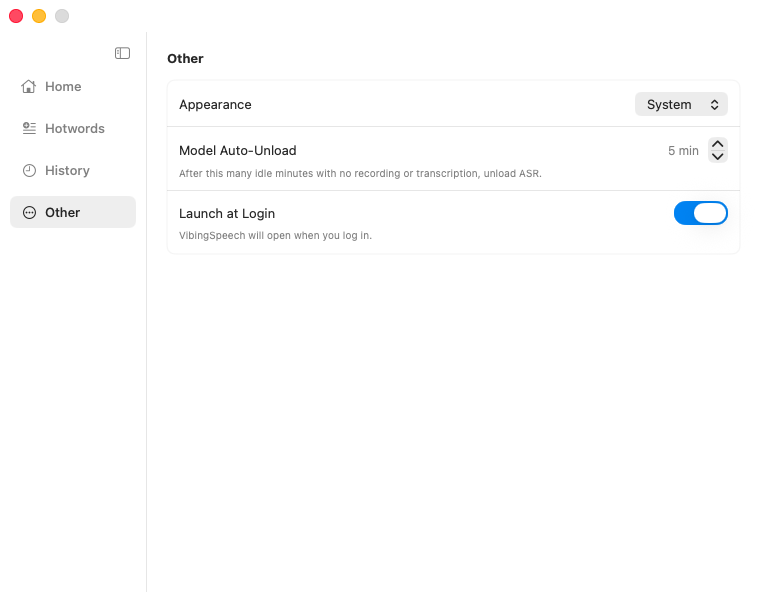 Home
Hotwords
History
Other
Other
Appearance
System
Model Auto-Unload
5 min
After this many idle minutes with no recording or transcription, unload ASR.
Launch at Login
VibingSpeech will open when you log in.